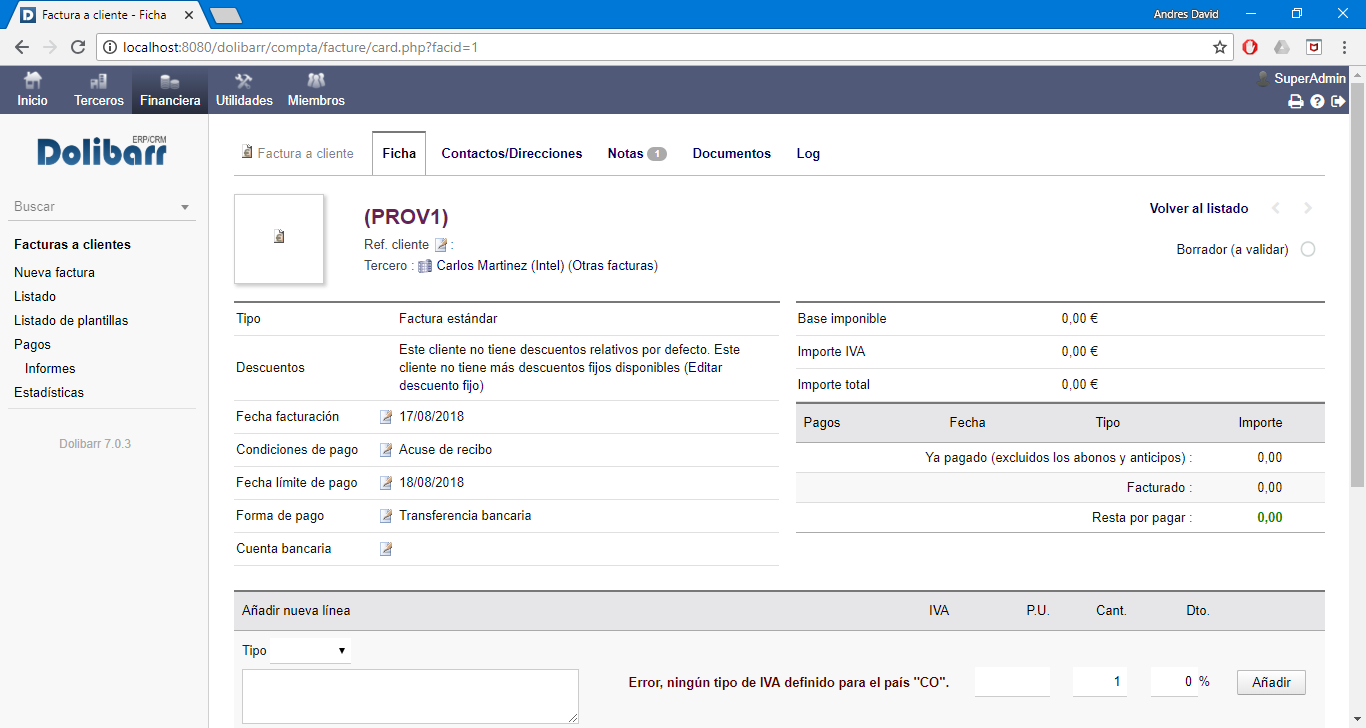 Factura a cliente - Ficha
Andres David
localhost:8080/dolibarr/compta/facture/card.php?facid=1
Inicio
Terceros
Financiera
Utilidades
Miembros
SuperAdmin
Dolibarr ERP/CRM
Buscar
Facturas a clientes
Nueva factura
Listado
Listado de plantillas
Pagos
Informes
Estadísticas
Dolibarr 7.0.3
Factura a cliente
Ficha
Contactos/Direcciones
Notas 1
Documentos
Log
(PROV1)
Ref. cliente :
Tercero : Carlos Martinez (Intel) (Otras facturas)
Volver al listado
Borrador (a validar)
Tipo Factura estándar
Descuentos
Este cliente no tiene descuentos relativos por defecto. Este
cliente no tiene más descuentos fijos disponibles (Editar
descuento fijo)
Fecha facturación 17/08/2018
Condiciones de pago Acuse de recibo
Fecha límite de pago 18/08/2018
Forma de pago Transferencia bancaria
Cuenta bancaria
Base imponible 0,00 €
Importe IVA 0,00 €
Importe total 0,00 €
Pagos Fecha Tipo Importe
Ya pagado (excluidos los abonos y anticipos) : 0,00
Facturado : 0,00
Resta por pagar : 0,00
Añadir nueva línea IVA P.U. Cant. Dto.
Tipo
Error, ningún tipo de IVA definido para el país "CO". 1 0 % Añadir